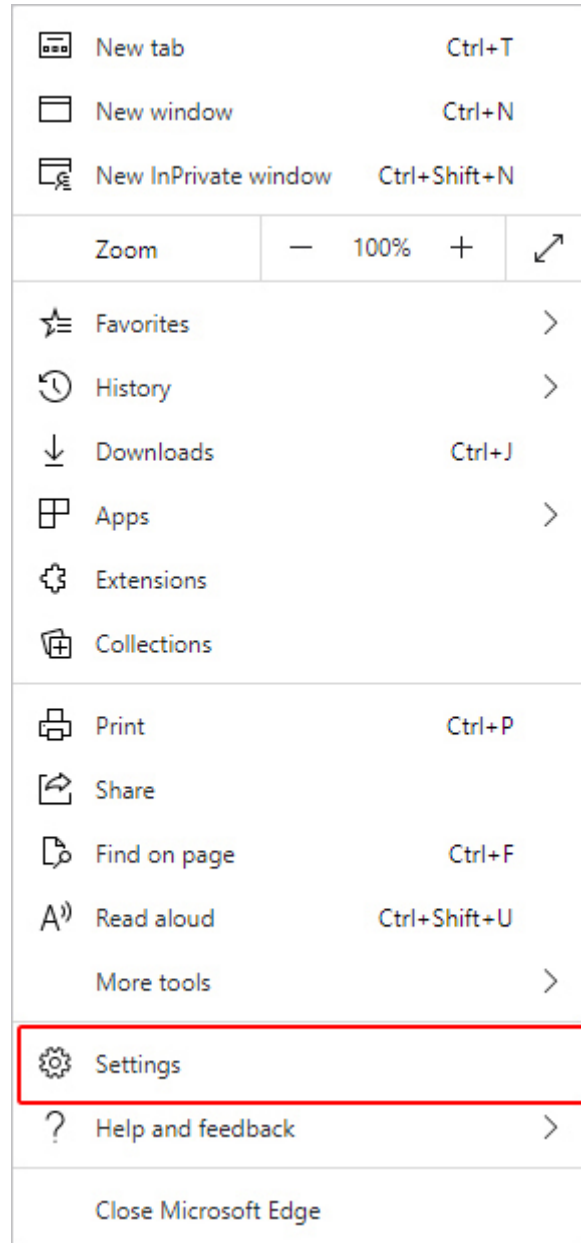 New tab Ctrl+T
New window Ctrl+N
New InPrivate window Ctrl+Shift+N
Zoom — 100% +
Favorites
History
Downloads Ctrl+J
Apps
Extensions
Collections
Print Ctrl+P
Share
Find on page Ctrl+F
A Read aloud Ctrl+Shift+U
More tools
Settings
? Help and feedback
Close Microsoft Edge